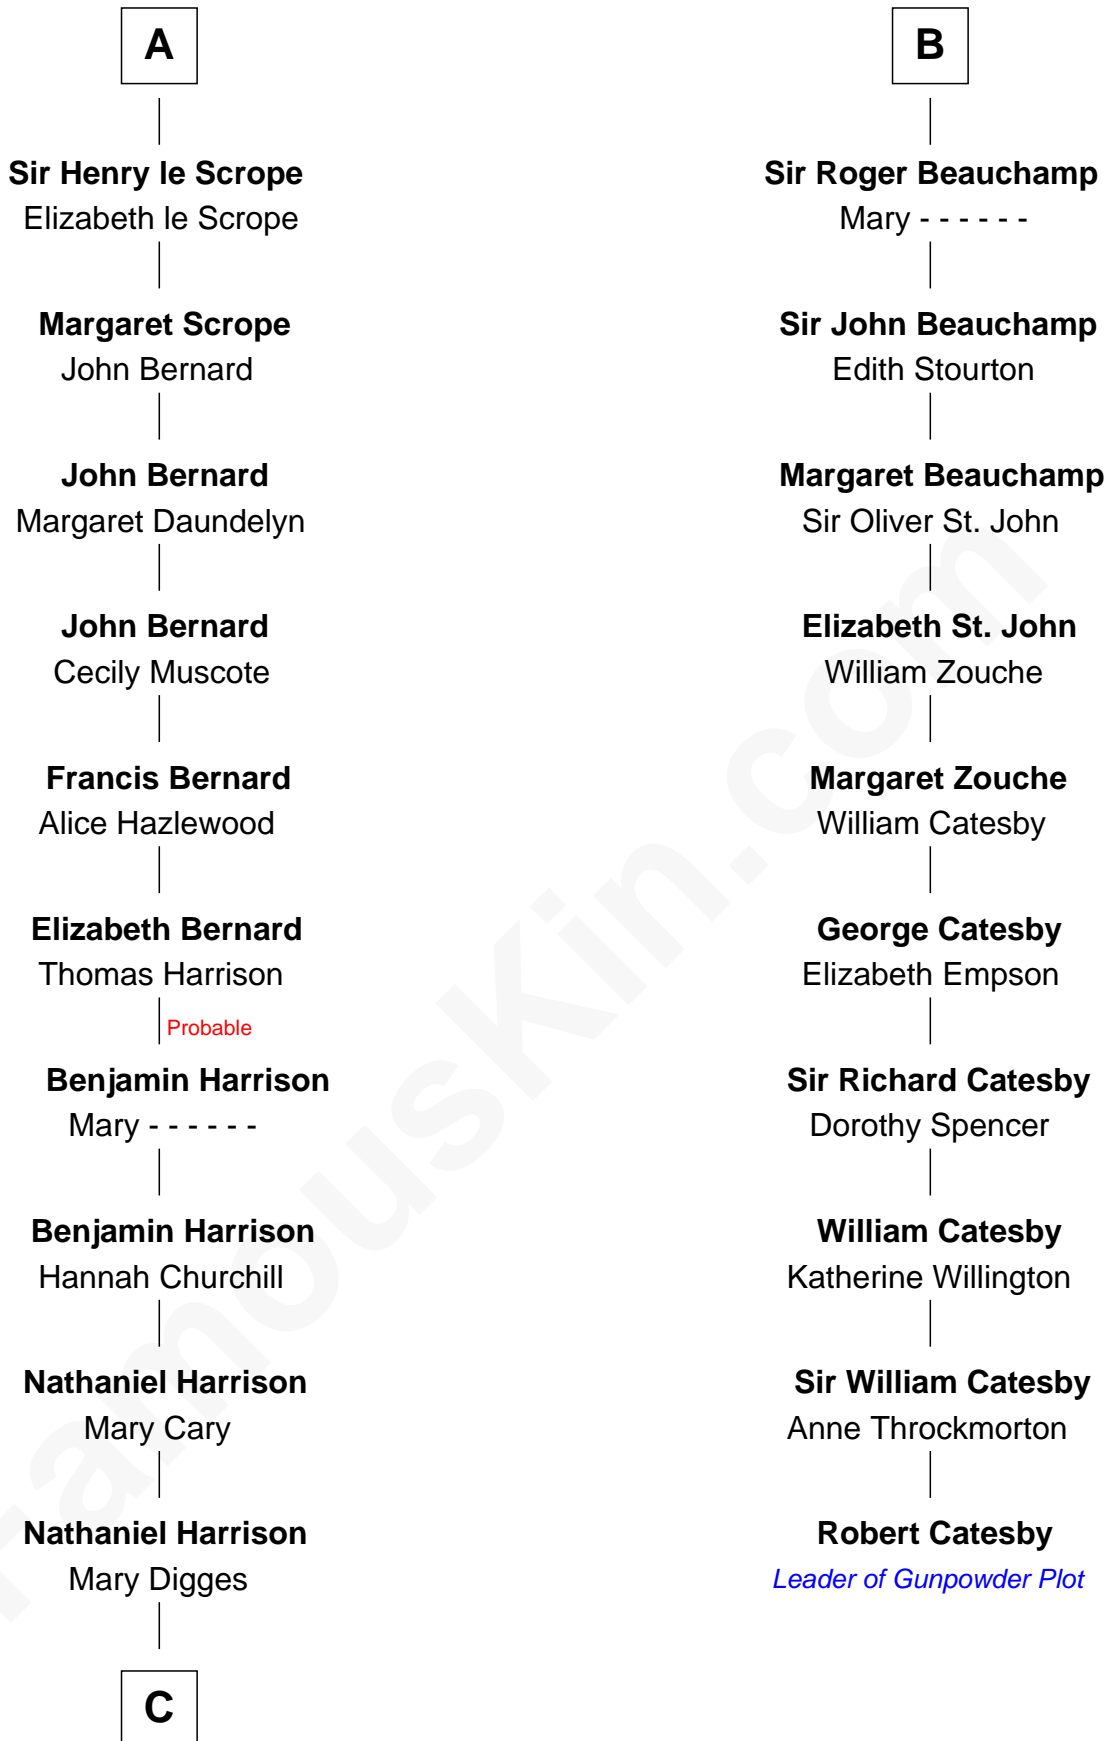 A
Sir Henry le Scrope
Elizabeth le Scrope
Margaret Scrope
John Bernard
John Bernard
Margaret Daundelyn
John Bernard
Cecily Muscote
Francis Bernard
Alice Hazlewood
Elizabeth Bernard
Thomas Harrison
Probable
Benjamin Harrison
Mary - - - - - -
Benjamin Harrison
Hannah Churchill
Nathaniel Harrison
Mary Cary
Nathaniel Harrison
Mary Digges
C
B
Sir Roger Beauchamp
Mary - - - - - -
Sir John Beauchamp
Edith Stourton
Margaret Beauchamp
Sir Oliver St. John
Elizabeth St. John
William Zouche
Margaret Zouche
William Catesby
George Catesby
Elizabeth Empson
Sir Richard Catesby
Dorothy Spencer
William Catesby
Katherine Willington
Sir William Catesby
Anne Throckmorton
Robert Catesby
Leader of Gunpowder Plot
FamousKin.com